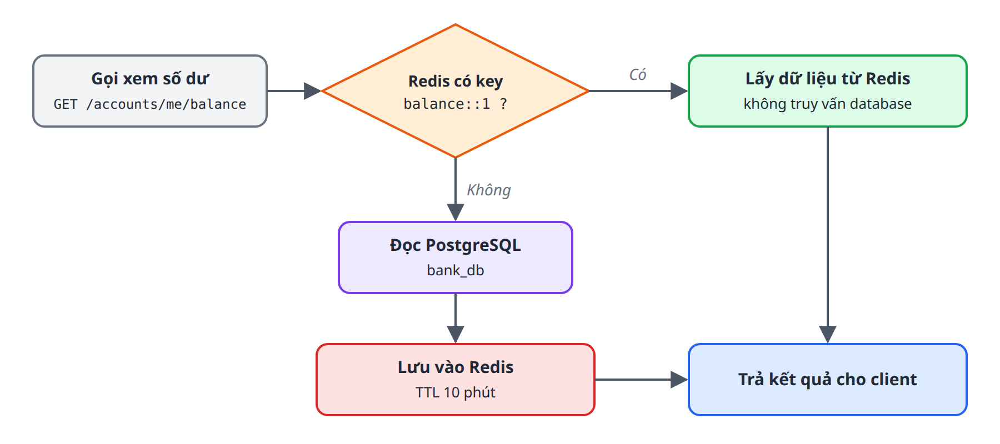 Gọi xem số dư
GET /accounts/me/balance
Redis có key
balance::1 ?
Có
Lấy dữ liệu từ Redis
không truy vấn database
Không
Đọc PostgreSQL
bank_db
Lưu vào Redis
TTL 10 phút
Trả kết quả cho client